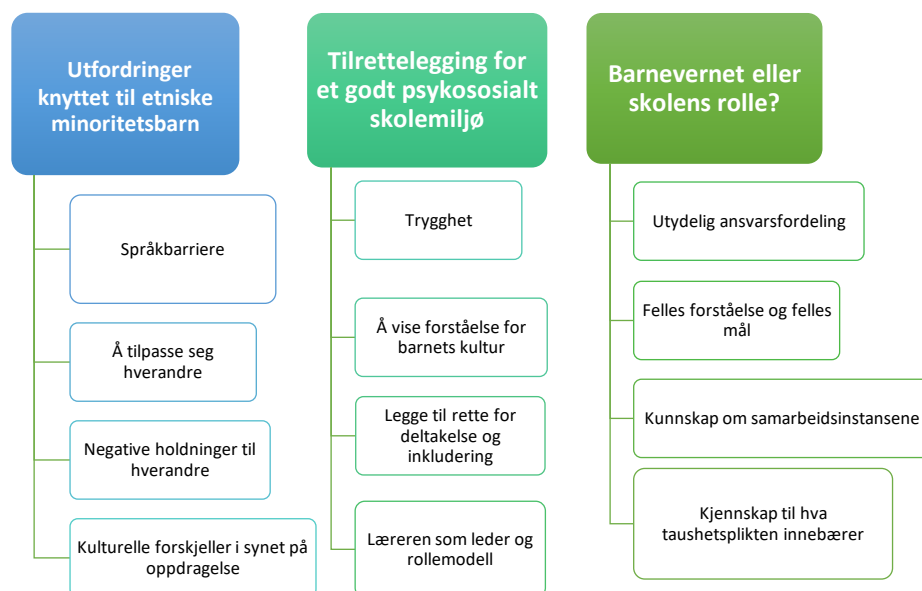 Utfordringer
knyttet til etniske
minoritetsbarn
Språkbarriere
Å tilpasse seg
hverandre
Negative holdninger til
hverandre
Kulturelle forskjeller i synet på
oppdragelse
Tilrettelegging for
et godt psykososialt
skolemiljø
Trygghet
Å vise forståelse for
barnets kultur
Legge til rette for
deltakelse og
inkludering
Læreren som leder og
rollemodell
Barnevernet eller
skolens rolle?
Utydelig ansvarsfordeling
Felles forståelse og felles
mål
Kunnskap om samarbeidsinstansene
Kjennskap til hva
taushetsplikten innebærer